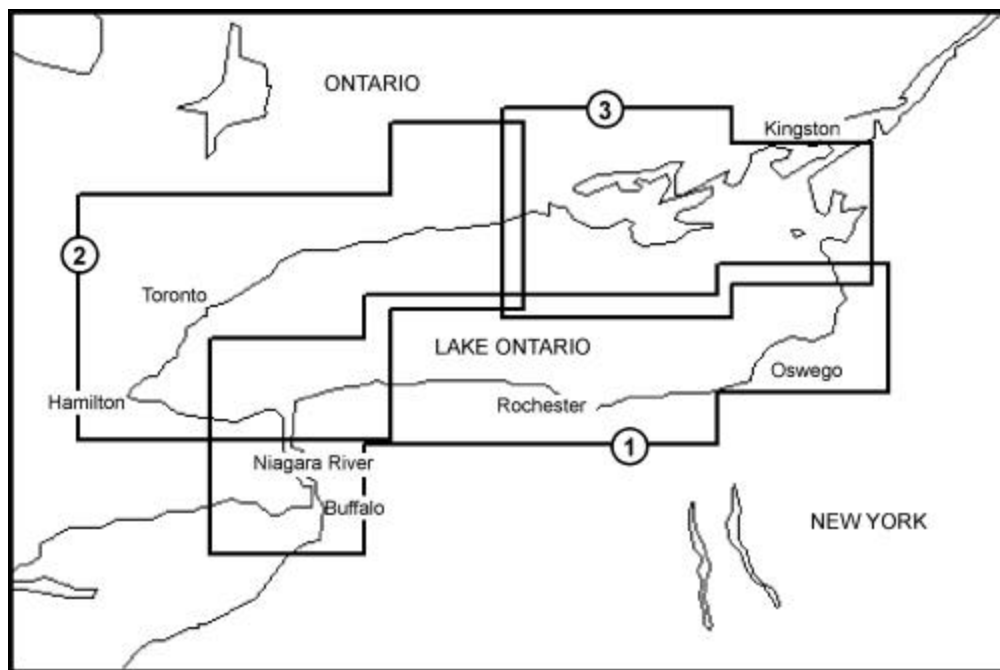 ONTARIO
3
Kingston
2
Toronto
LAKE ONTARIO
Oswego
Hamilton
Rochester
1
Niagara River
Buffalo
NEW YORK